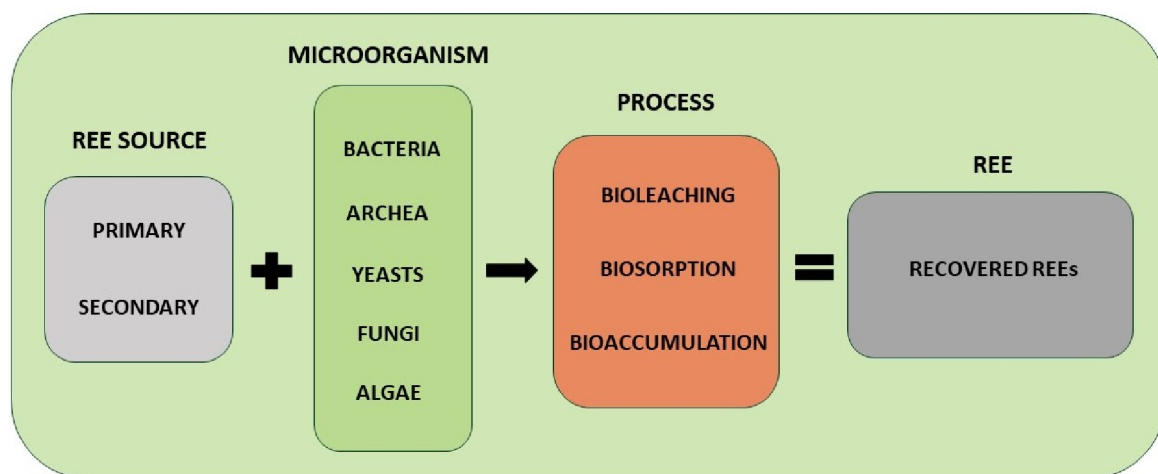 REE SOURCE
PRIMARY
SECONDARY
MICROORGANISM
BACTERIA
ARCHEA
YEASTS
FUNGI
ALGAE
PROCESS
BIOLEACHING
BIOSORPTION
BIOACCUMULATION
REE
RECOVERED REEs